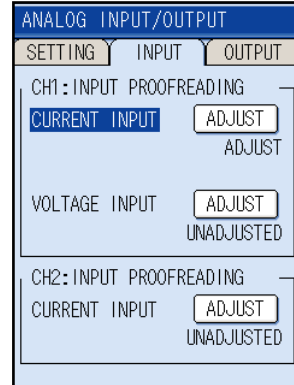 ANALOG INPUT/OUTPUT
SETTING INPUT OUTPUT
CH1:INPUT PROOFREADING
CURRENT INPUT ADJUST
ADJUST
VOLTAGE INPUT ADJUST
UNADJUSTED
CH2:INPUT PROOFREADING
CURRENT INPUT ADJUST
UNADJUSTED